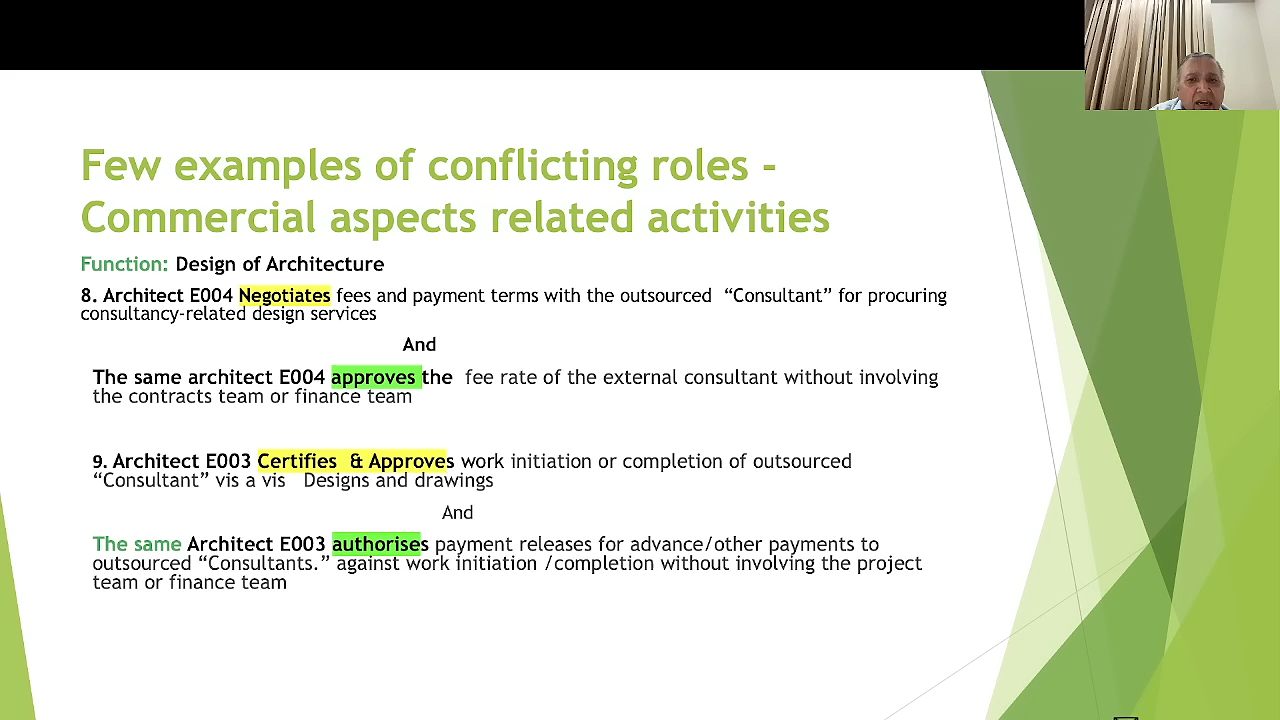 Few examples of conflicting roles -
Commercial aspects related activities
Function: Design of Architecture
8. Architect E004 Negotiates fees and payment terms with the outsourced “Consultant” for procuring
consultancy-related design services
And
The same architect E004 approves the fee rate of the external consultant without involving
the contracts team or finance team
9. Architect E003 Certifies & Approves work initiation or completion of outsourced
“Consultant” vis a vis Designs and drawings
And
The same Architect E003 authorises payment releases for advance/other payments to
outsourced “Consultants.” against work initiation /completion without involving the project
team or finance team